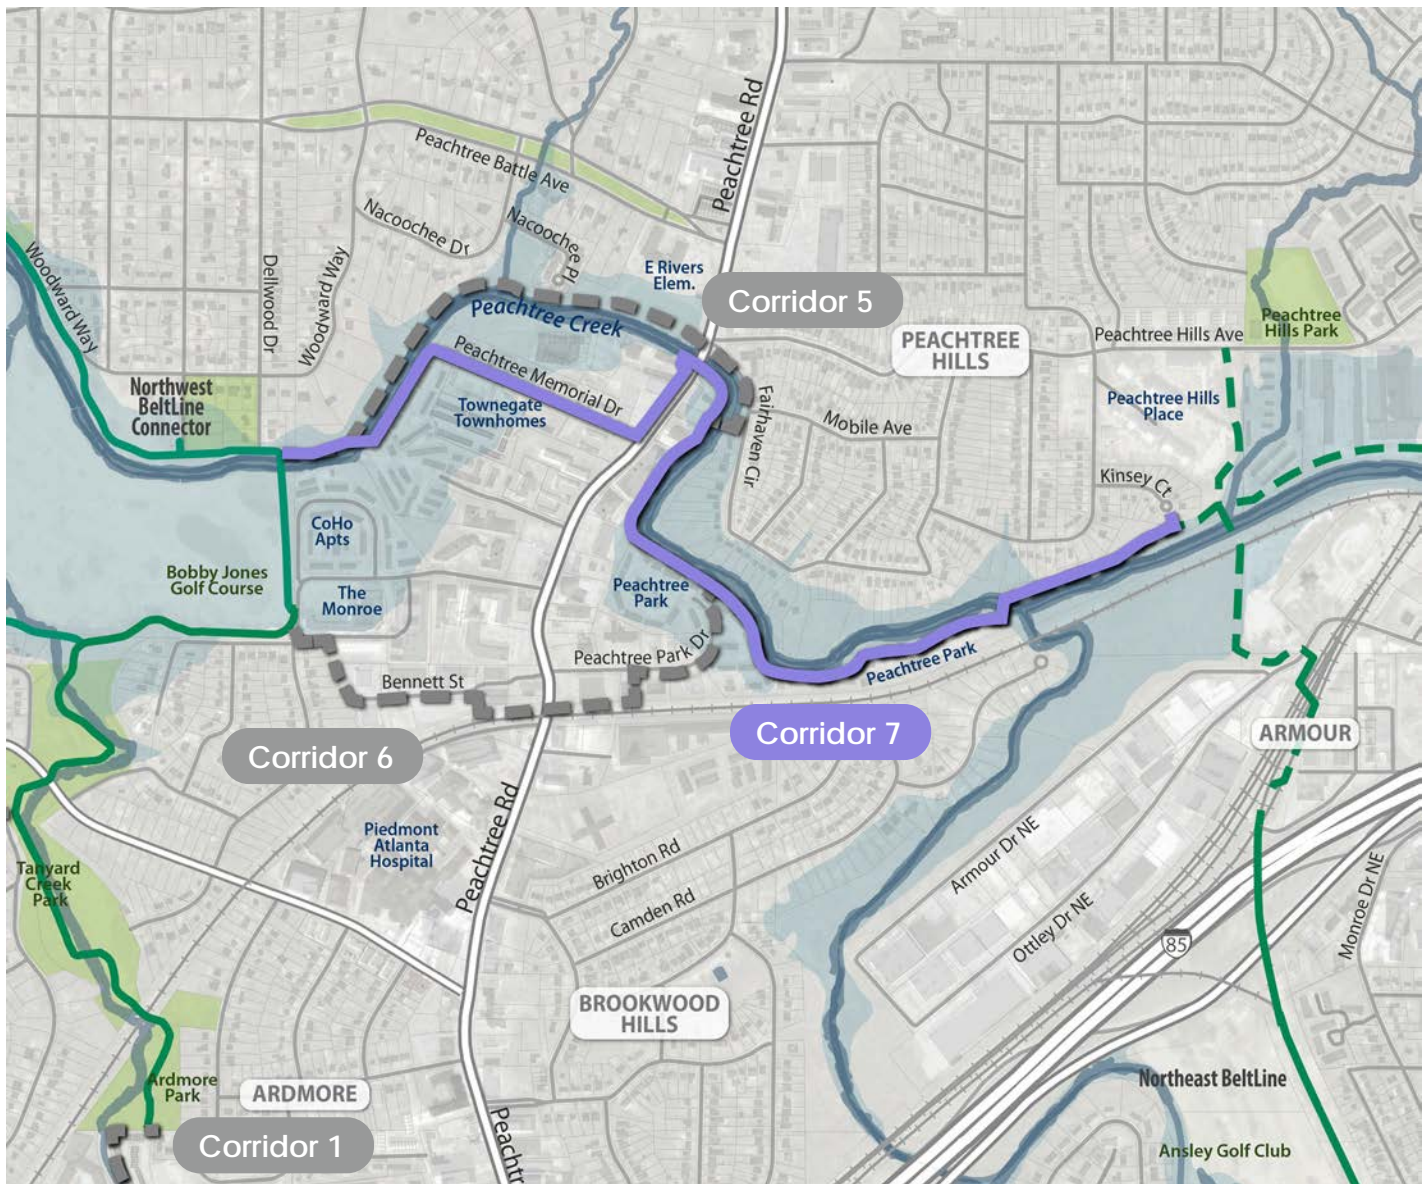 Peachtree Rd
Peachtree Battle Ave
Nacoochee Dr
Nacoochee Pl
Woodward Way
Dellwood Dr
Woodward Way
E Rivers
Elem.
Corridor 5
Peachtree Creek
PEACHTREE
HILLS
Peachtree Hills Ave
Peachtree
Hills Park
Peachtree Memorial Dr
Northwest
BeltLine
Connector
Townegate
Townhomes
Fairhaven Cir
Mobile Ave
Peachtree Hills
Place
Kinsey Ct
CoHo
Apts
Bobby Jones
Golf Course
The
Monroe
Peachtree
Park
Peachtree Park Dr
Peachtree Park
Bennett St
Corridor 6
Corridor 7
ARMOUR
Peachtree Rd
Piedmont
Atlanta
Hospital
Brighton Rd
Camden Rd
Armour Dr NE
Ottley Dr NE
Monroe Dr NE
85
Tanyard
Creek
Park
BROOKWOOD
HILLS
Ardmore
Park
ARDMORE
Northeast BeltLine
Corridor 1
Peachtr
Ansley Golf Club